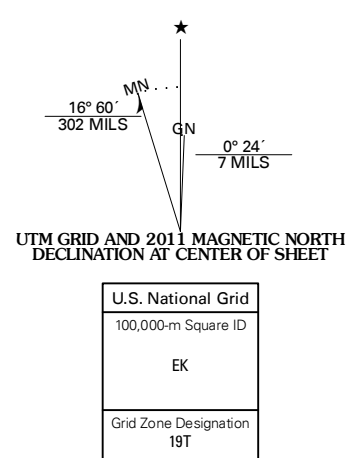 ★
MN
16° 60´
302 MILS
GN
0° 24´
7 MILS
UTM GRID AND 2011 MAGNETIC NORTH
DECLINATION AT CENTER OF SHEET
U.S. National Grid
100,000-m Square ID
EK
Grid Zone Designation
19T